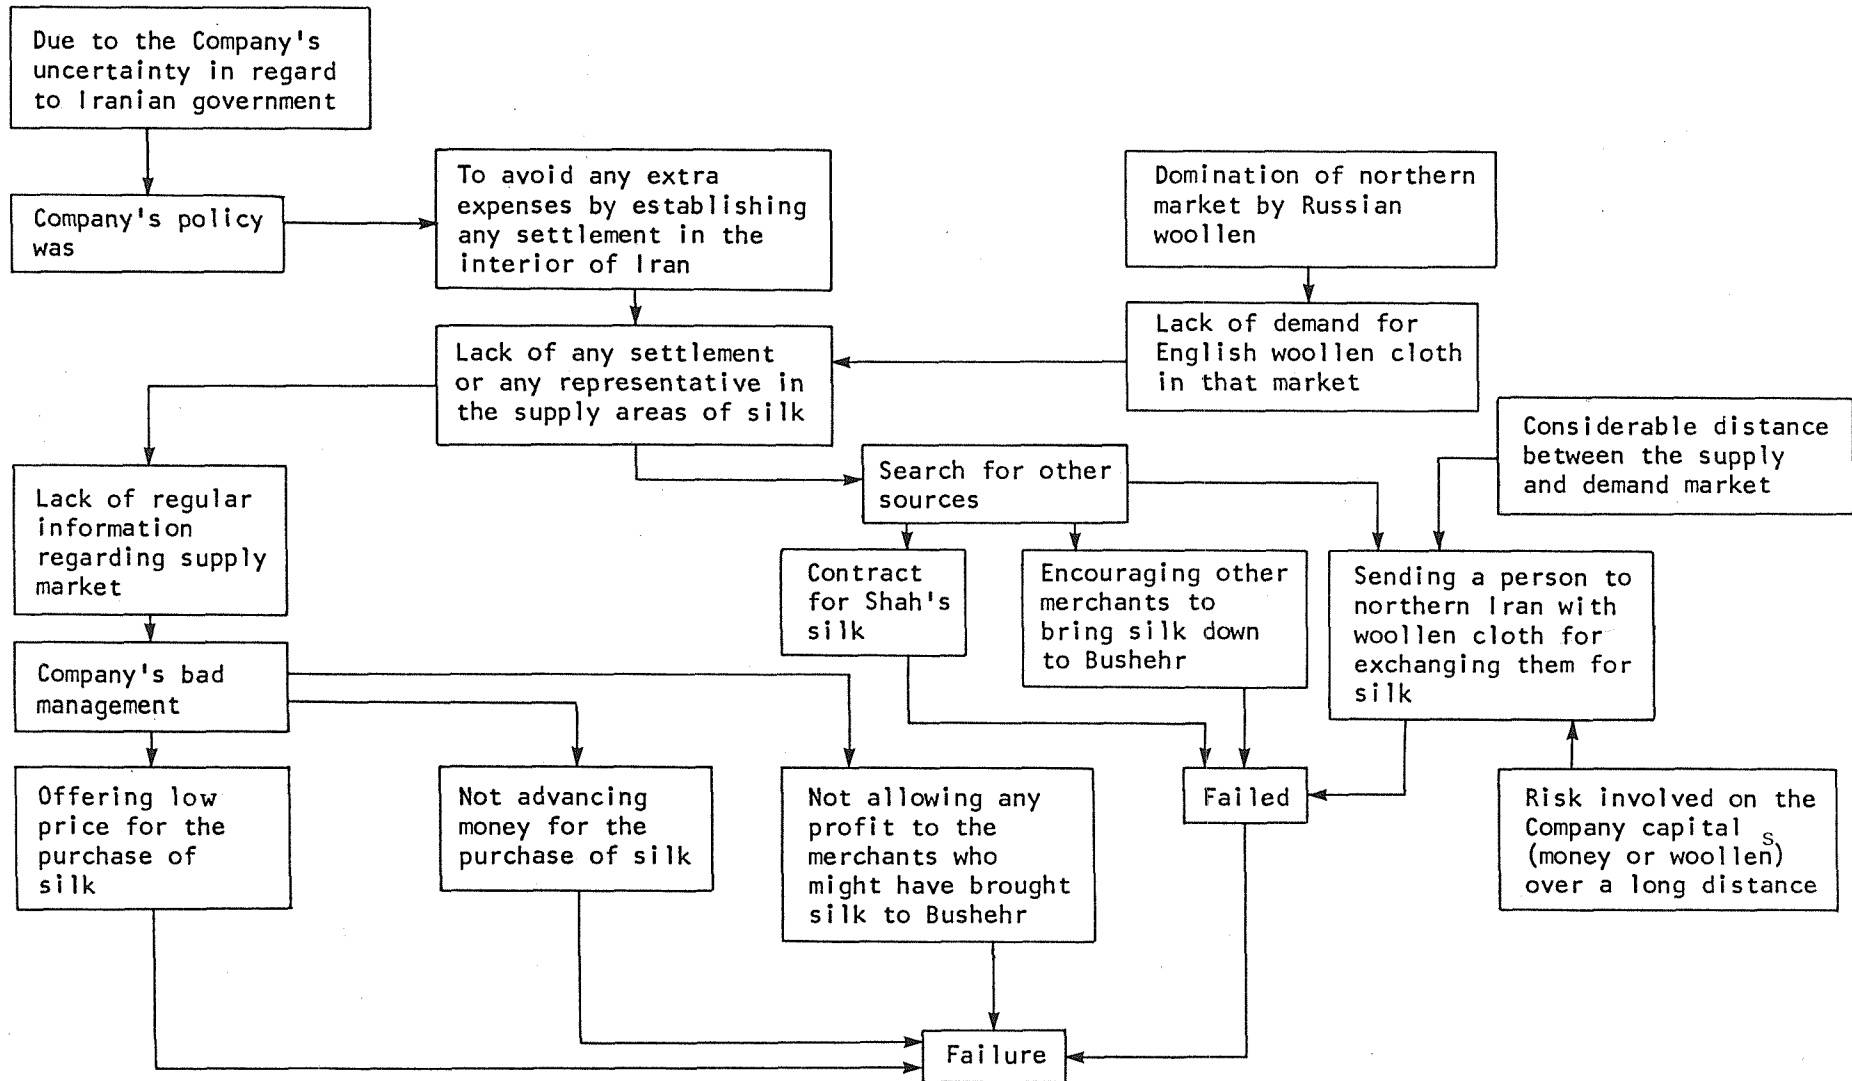 Due to the Company's
uncertainty in regard
to Iranian government
Company's policy
was
To avoid any extra
expenses by establishing
any settlement in the
interior of Iran
Domination of northern
market by Russian
woollen
Lack of demand for
English woollen cloth
in that market
Lack of any settlement
or any representative in
the supply areas of silk
Considerable distance
between the supply
and demand market
Search for other
sources
Lack of regular
information
regarding supply
market
Contract
for Shah's
silk
Encouraging other
merchants to
bring silk down
to Bushehr
Sending a person to
northern Iran with
woollen cloth for
exchanging them for
silk
Company's bad
management
Offering low
price for the
purchase of
silk
Not advancing
money for the
purchase of silk
Not allowing any
profit to the
merchants who
might have brought
silk to Bushehr
Failed
Risk involved on the
Company capital
(money or woollens)
over a long distance
Failure